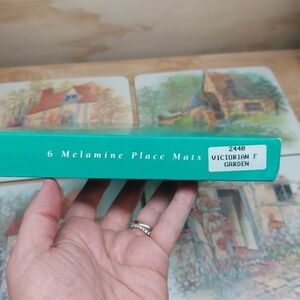 6 Melamine Place Mats
2440
VICTORIAN F
GARDEN